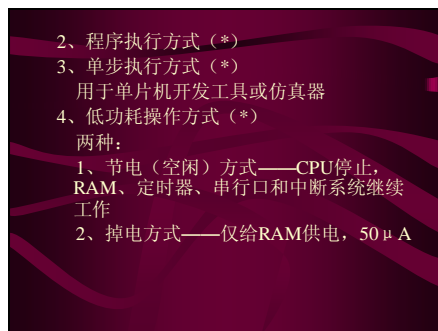 2、程序执行方式（*）
3、单步执行方式（*）
用于单片机开发工具或仿真器
4、低功耗操作方式（*）
两种：
1、节电（空闲）方式——CPU停止，
RAM、定时器、串行口和中断系统继续
工作
2、掉电方式——仅给RAM供电，50μA